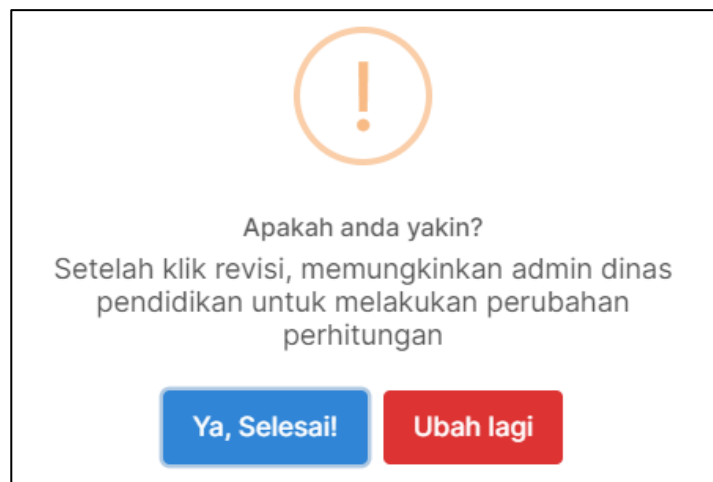 !
Apakah anda yakin?
Setelah klik revisi, memungkinkan admin dinas
pendidikan untuk melakukan perubahan
perhitungan
Ya, Selesai!
Ubah lagi